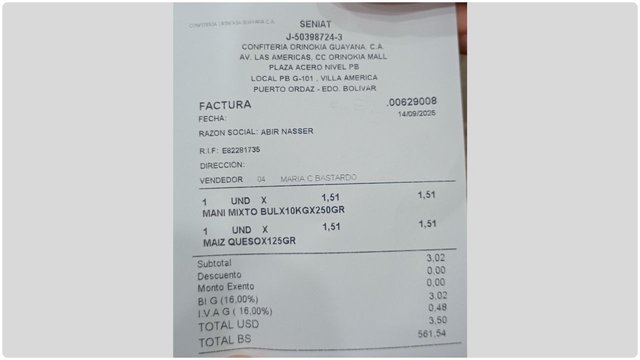 CONFITERIA ORINOKIA GUAYANA C.A.
SENIAT
J-50398724-3
CONFITERIA ORINOKIA GUAYANA, C.A.
AV. LAS AMERICAS, CC ORINOKIA MALL
PLAZA ACERO NIVEL PB
LOCAL PB G-101 , VILLA AMERICA
PUERTO ORDAZ - EDO. BOLIVAR
FACTURA .00629008
FECHA: 14/09/2025
RAZON SOCIAL: ABIR NASSER
R.I.F: E82281735
DIRECCION:
VENDEDOR 04 MARIA C BASTARDO
1 UND X 1,51 1,51
MANI MIXTO BULX10KGX250GR
1 UND X 1,51 1,51
MAIZ QUESOX125GR
Subtotal 3,02
Descuento 0,00
Monto Exento 0,00
BI G (16,00%) 3,02
I.V.A G ( 16,00%) 0,48
TOTAL USD 3,50
TOTAL BS 561,54